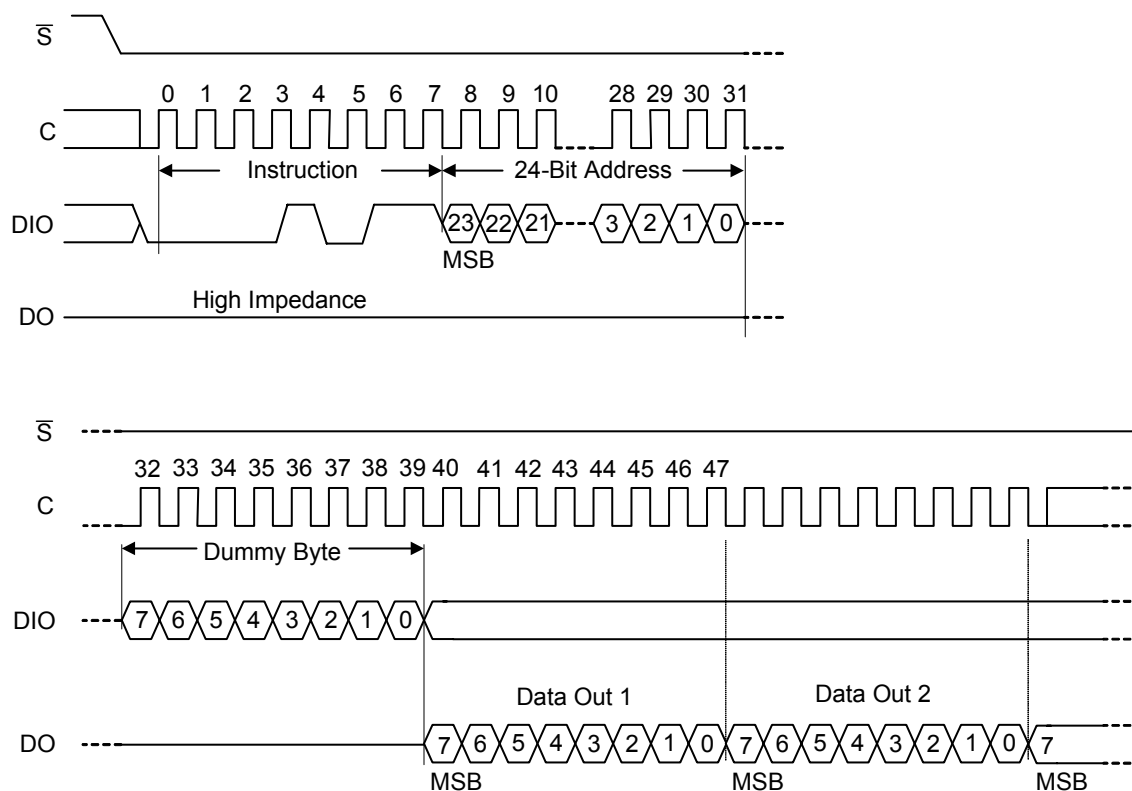 S̅
0 1 2 3 4 5 6 7 8 9 10 28 29 30 31
C
Instruction 24-Bit Address
DIO 23 22 21 3 2 1 0
MSB
High Impedance
DO
S̅
32 33 34 35 36 37 38 39 40 41 42 43 44 45 46 47
C
Dummy Byte
DIO 7 6 5 4 3 2 1 0
Data Out 1 Data Out 2
DO 7 6 5 4 3 2 1 0 7 6 5 4 3 2 1 0 7
MSB MSB MSB